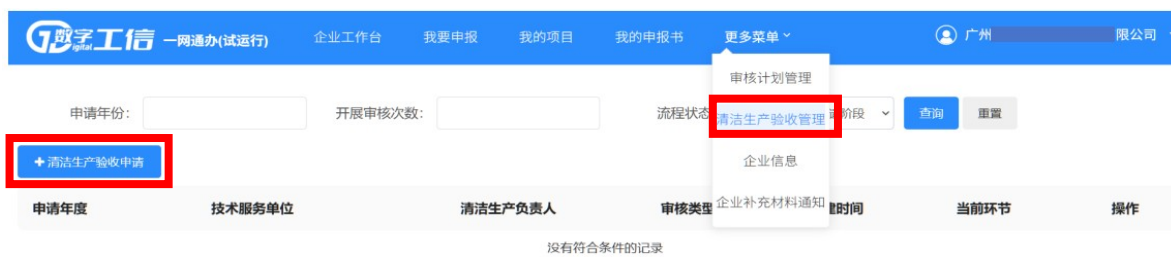 数字工信 一网通办(试运行) 企业工作台 我要申报 我的项目 我的申报书 更多菜单 广州 限公司
igital
审核计划管理
申请年份: 开展审核次数: 流程状态 清洁生产验收管理 阶段 查询 重置
+清洁生产验收申请 企业信息
企业补充材料通知
申请年度 技术服务单位 清洁生产负责人 审核类型 建时间 当前环节 操作
没有符合条件的记录